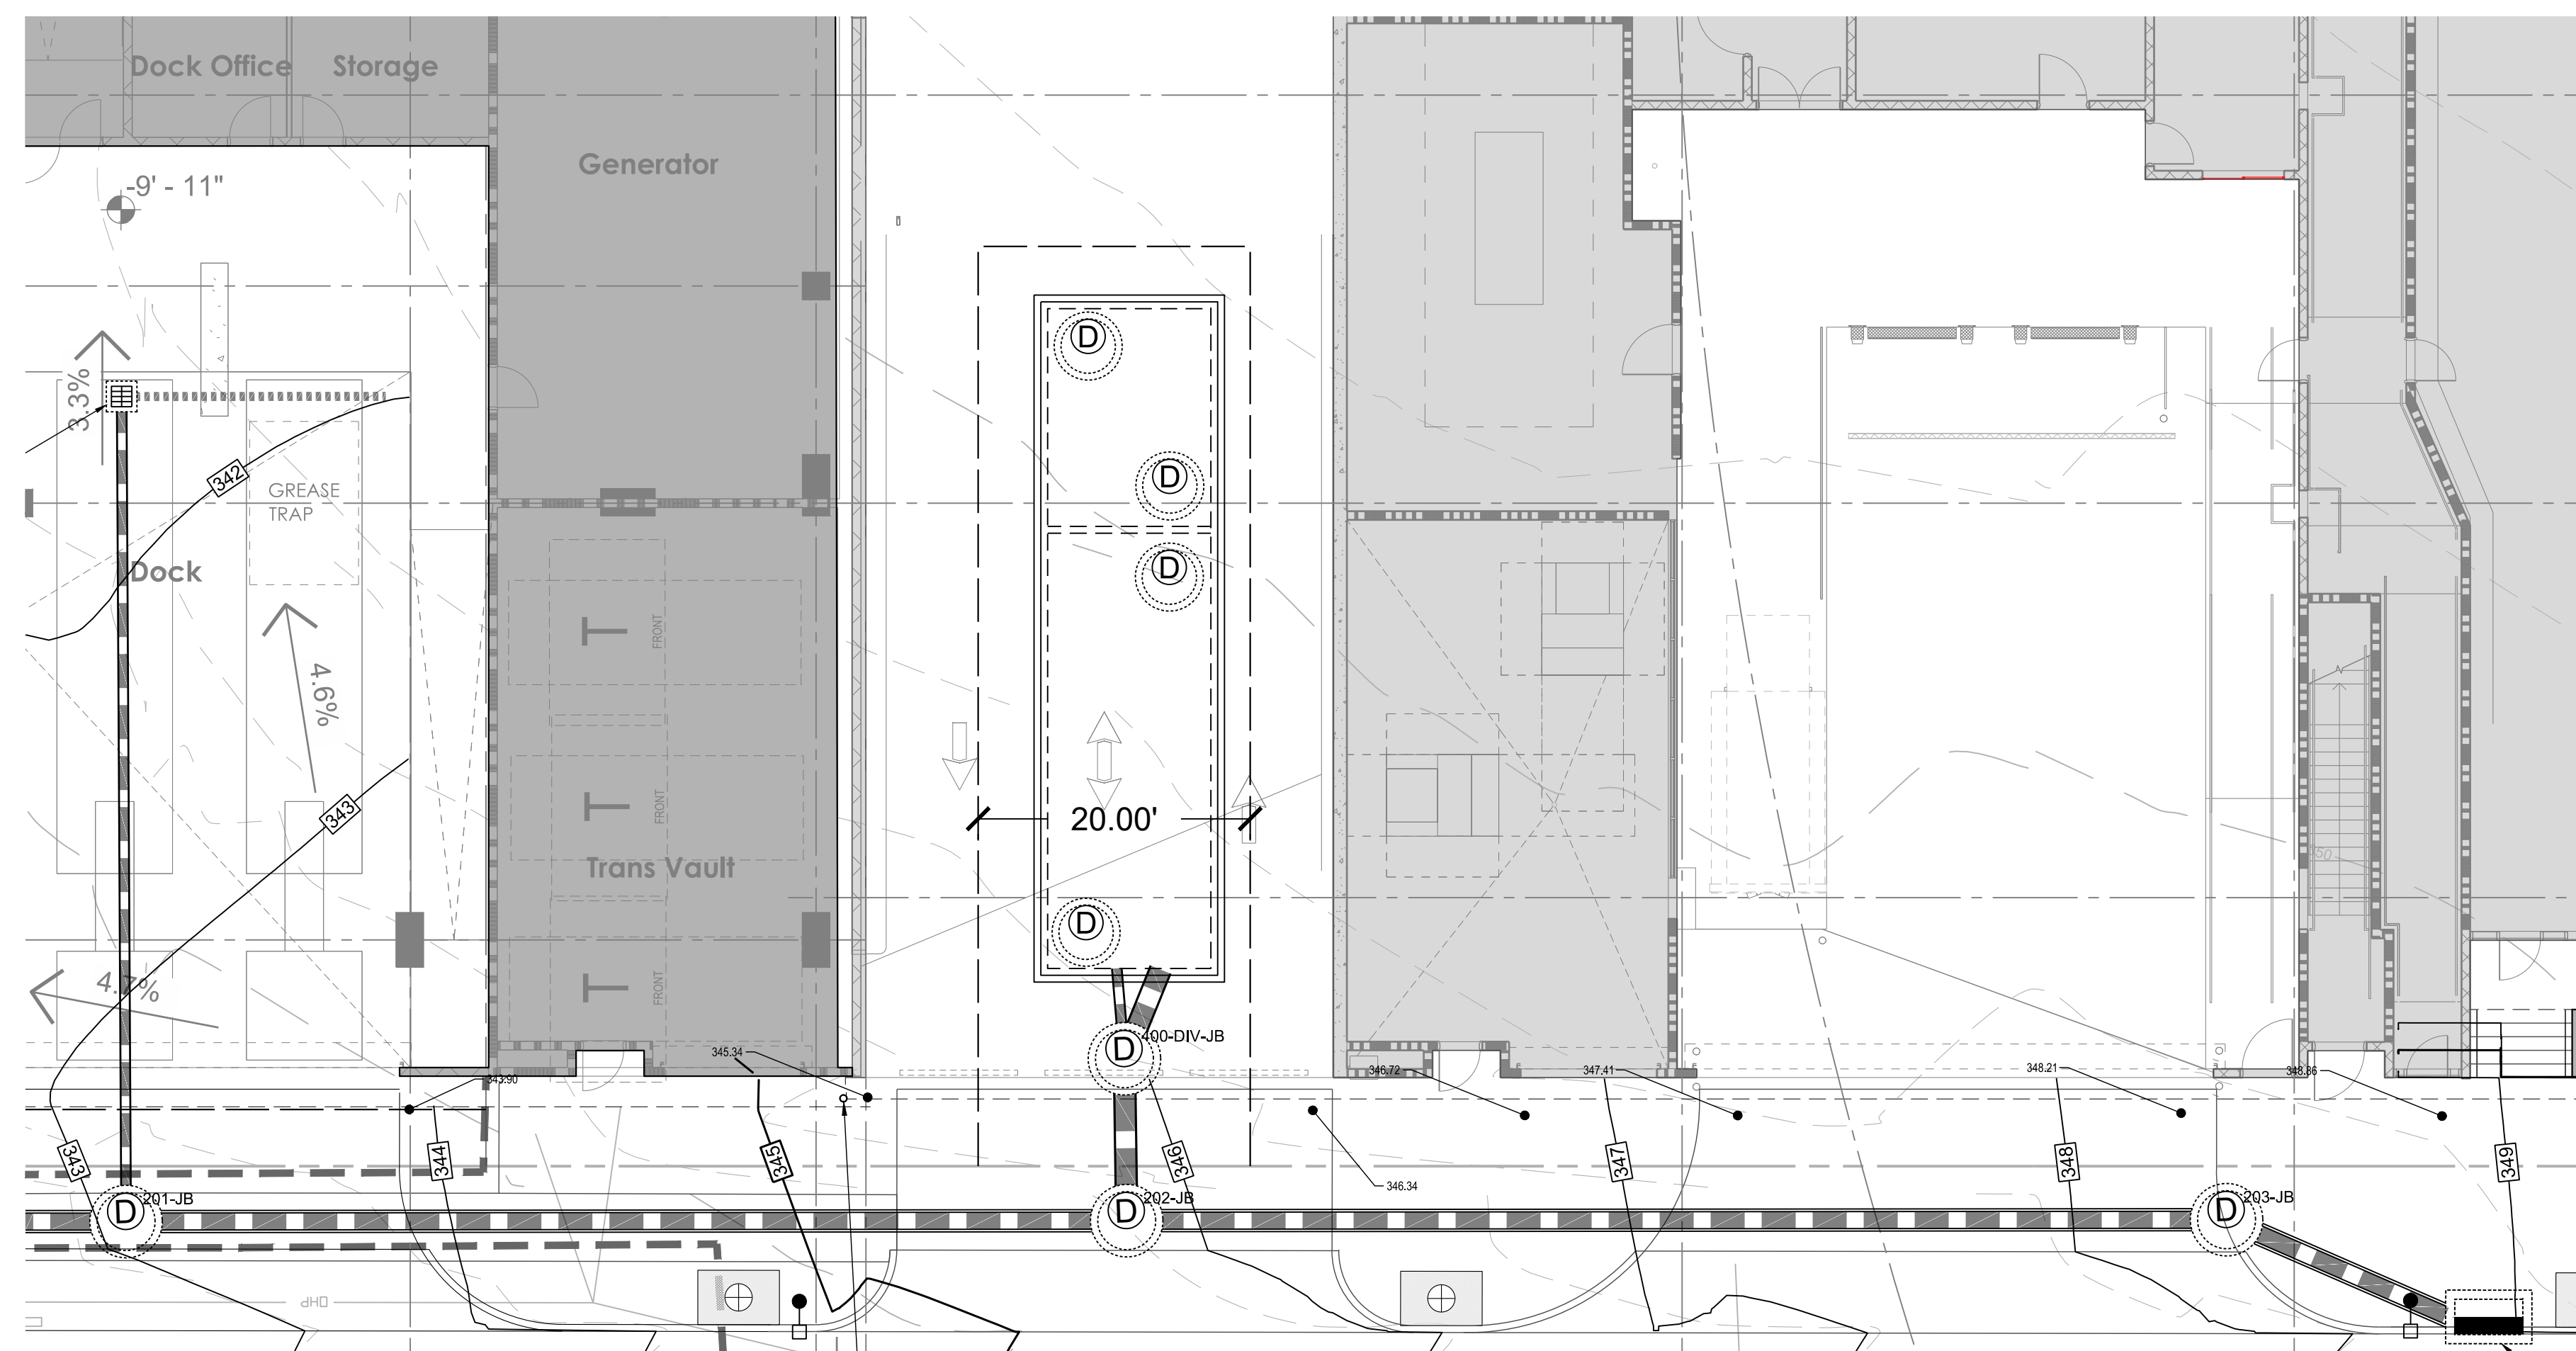 Dock Office
Storage
-9' - 11"
Generator
3.3%
342
GREASE
TRAP
Dock
4.6%
343
4.7%
D
D
D
D
T
FRONT
T
FRONT
T
FRONT
Trans Vault
20.00'
350
D
400-DIV-JB
345.34
343.90
346.72
347.41
348.21
348.86
343
344
345
346
347
348
349
346.34
D
201-JB
D
202-JB
D
203-JB
OHP